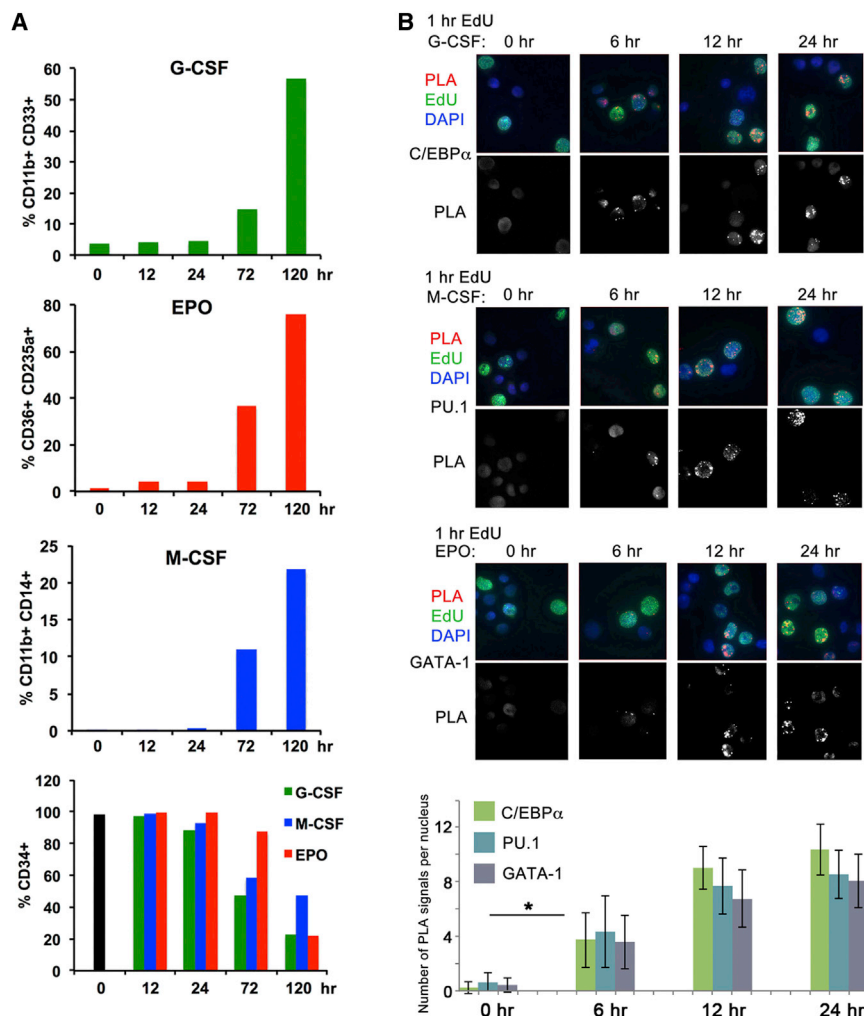 A
G-CSF
% CD11b+ CD33+
60
50
40
30
20
10
0
0 12 24 72 120 hr
EPO
% CD36+ CD235a+
80
60
40
20
0
0 12 24 72 120 hr
M-CSF
% CD11b+ CD14+
25
20
15
10
5
0
0 12 24 72 120 hr
% CD34+
120
100
80
60
40
20
0
G-CSF
M-CSF
EPO
0 12 24 72 120 hr
B
1 hr EdU
G-CSF: 0 hr 6 hr 12 hr 24 hr
PLA
EdU
DAPI
C/EBPα
PLA
1 hr EdU
M-CSF: 0 hr 6 hr 12 hr 24 hr
PLA
EdU
DAPI
PU.1
PLA
1 hr EdU
EPO: 0 hr 6 hr 12 hr 24 hr
PLA
EdU
DAPI
GATA-1
PLA
Number of PLA signals per nucleus
12
8
4
0
C/EBPα
PU.1
GATA-1
*
0 hr 6 hr 12 hr 24 hr